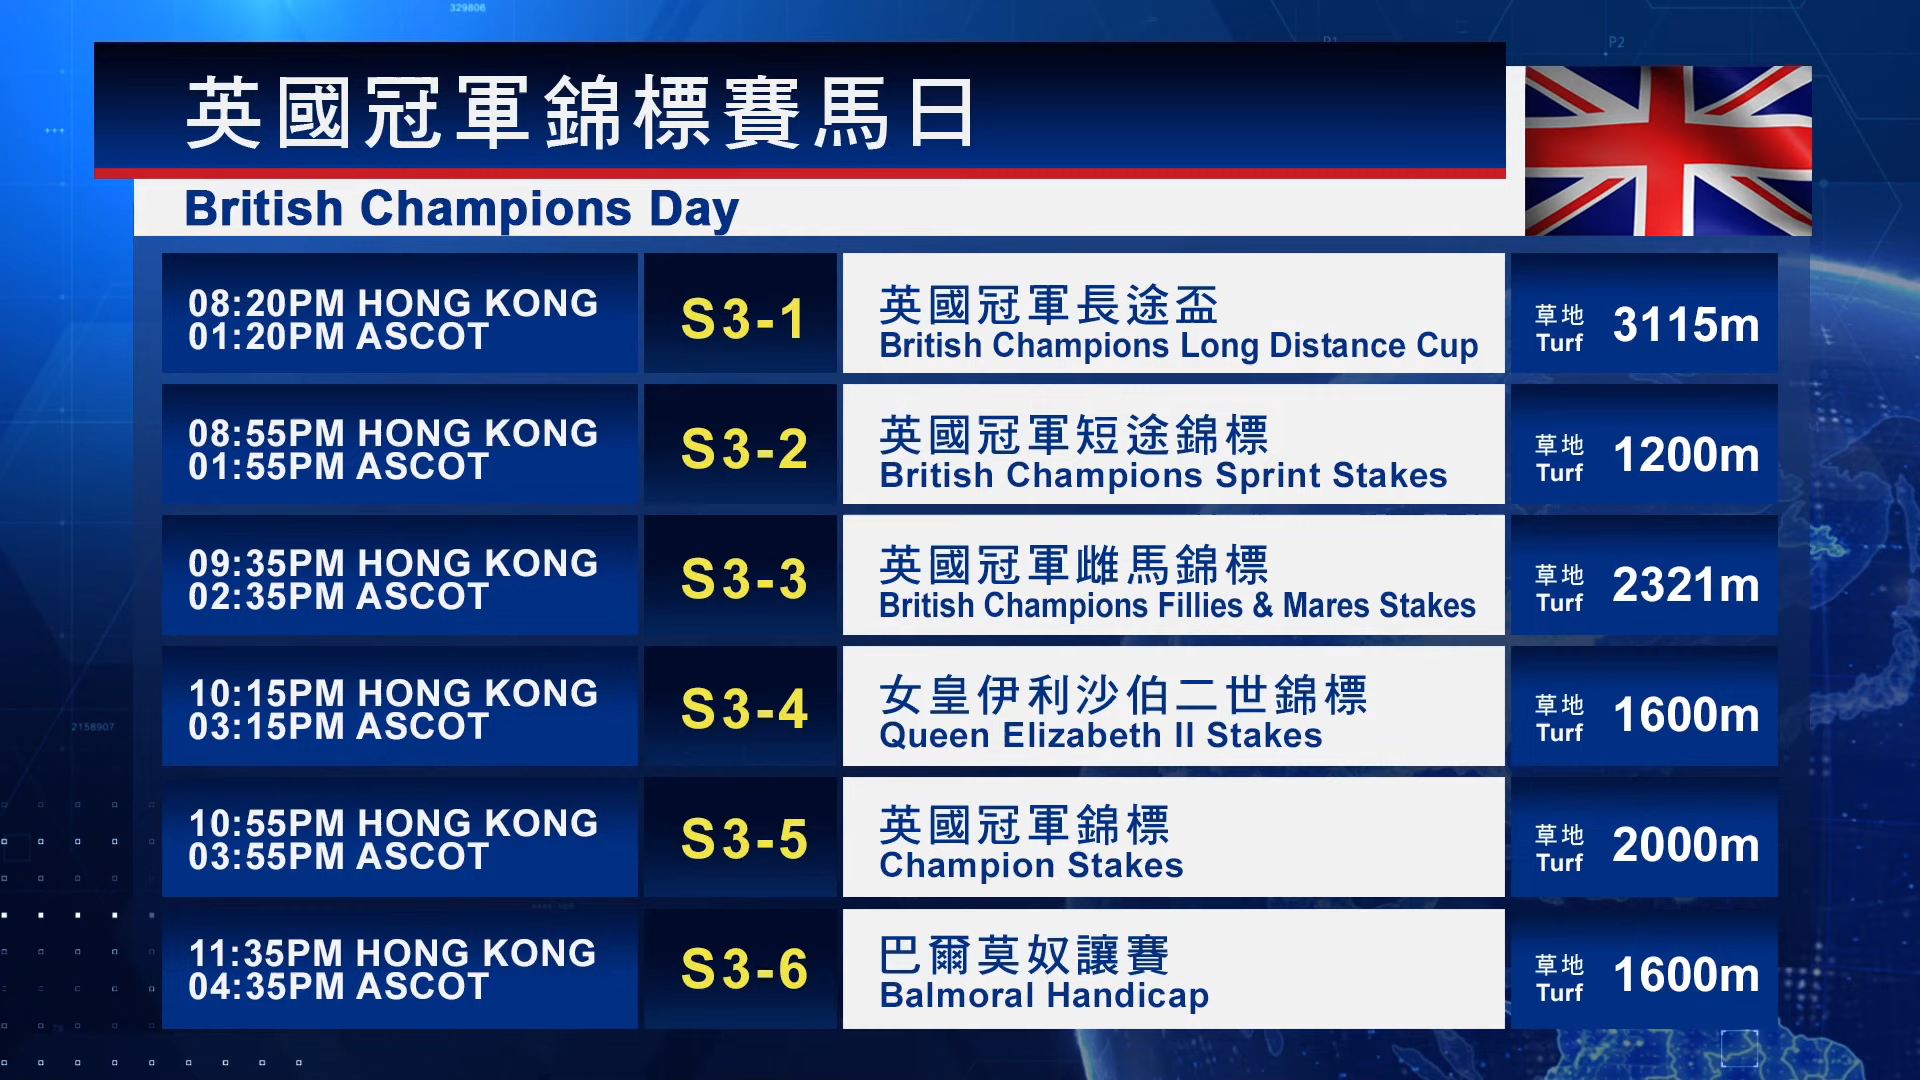 329806
P1
P2
英國冠軍錦標賽馬日
British Champions Day
08:20PM HONG KONG
01:20PM ASCOT
S3-1
英國冠軍長途盃
British Champions Long Distance Cup
草地
Turf
3115m
08:55PM HONG KONG
01:55PM ASCOT
S3-2
英國冠軍短途錦標
British Champions Sprint Stakes
草地
Turf
1200m
09:35PM HONG KONG
02:35PM ASCOT
S3-3
英國冠軍雌馬錦標
British Champions Fillies & Mares Stakes
草地
Turf
2321m
10:15PM HONG KONG
03:15PM ASCOT
S3-4
女皇伊利沙伯二世錦標
Queen Elizabeth II Stakes
草地
Turf
1600m
2158907
10:55PM HONG KONG
03:55PM ASCOT
S3-5
英國冠軍錦標
Champion Stakes
草地
Turf
2000m
11:35PM HONG KONG
04:35PM ASCOT
S3-6
巴爾莫奴讓賽
Balmoral Handicap
草地
Turf
1600m